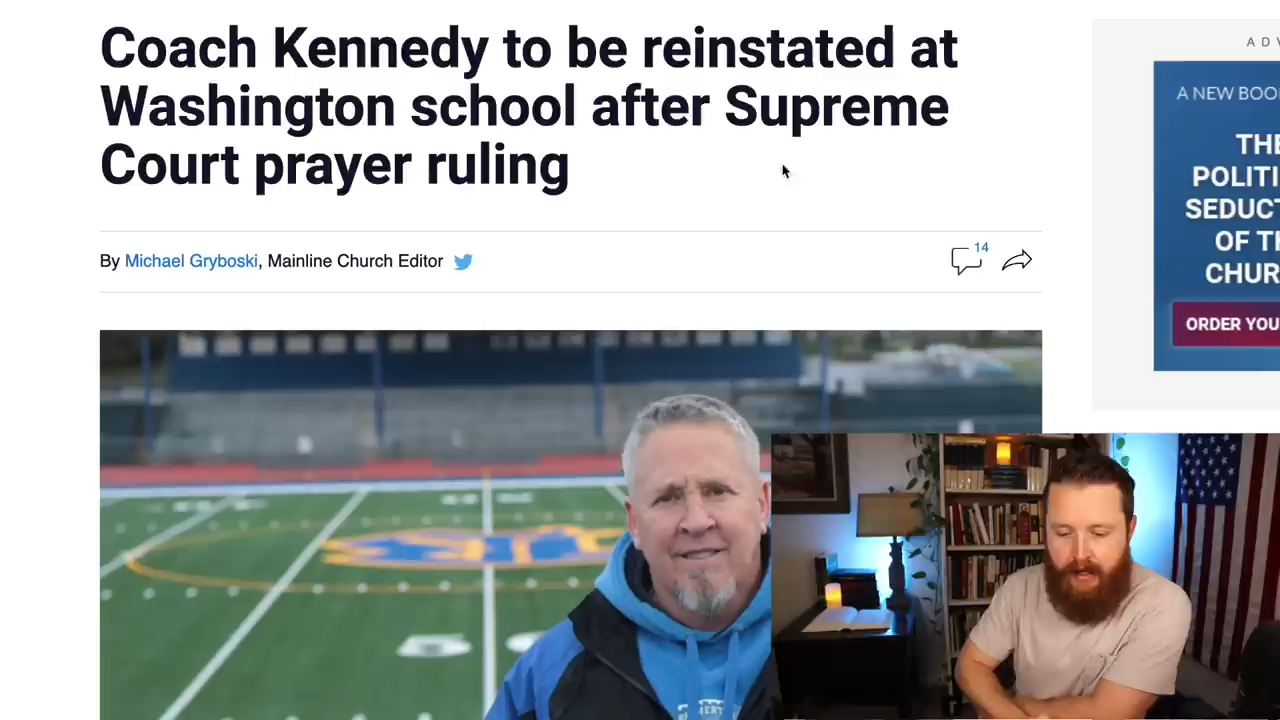 Coach Kennedy to be reinstated at
Washington school after Supreme
Court prayer ruling
By Michael Gryboski, Mainline Church Editor
14
A NEW BOO
THE
POLITI
SEDUCT
OF TH
CHUR
ORDER YOU